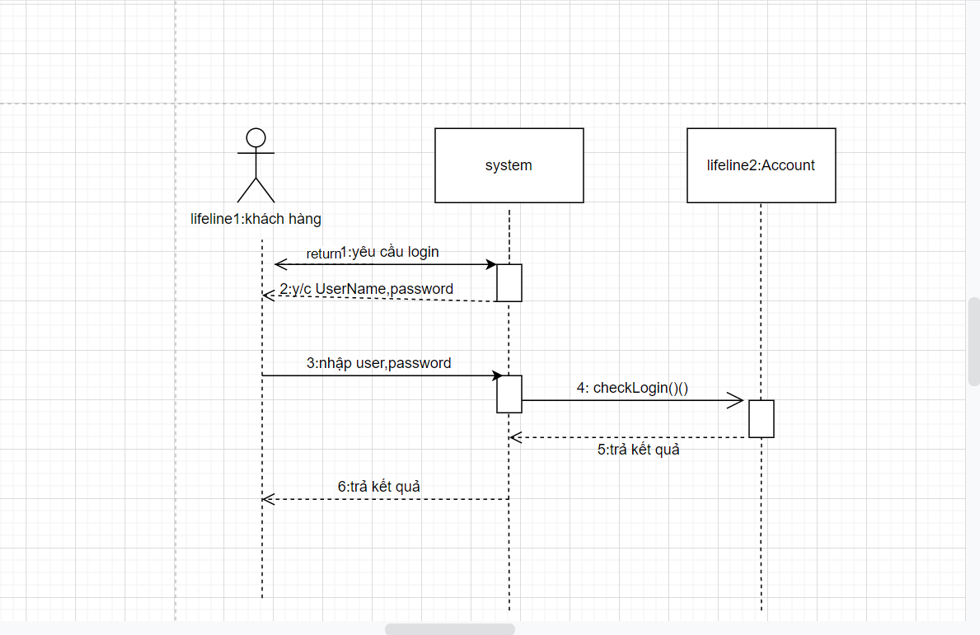 system
lifeline2:Account
lifeline1:khách hàng
return1:yêu cầu login
2:y/c UserName,password
3:nhập user,password
4: checkLogin()()
5:trả kết quả
6:trả kết quả